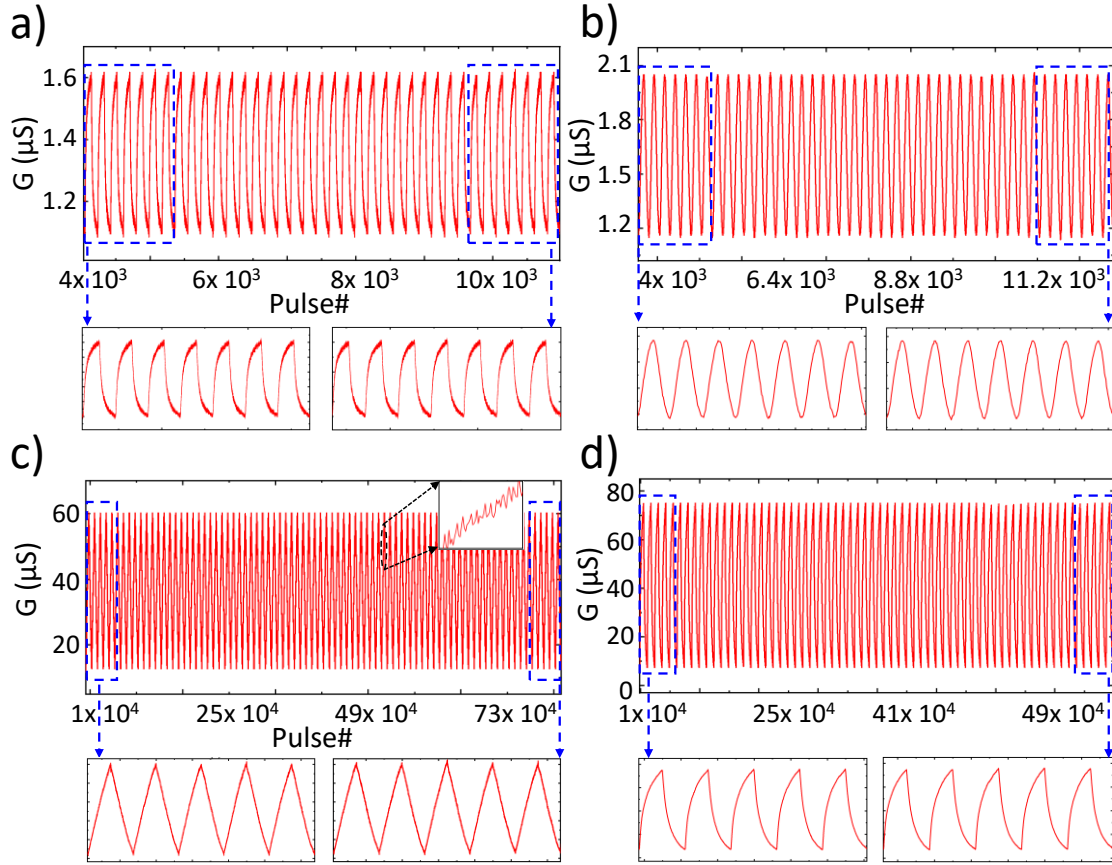 a)
G (µS)
1.6
1.4
1.2
4x 10³ 6x 10³ 8x 10³ 10x 10³
Pulse#
b)
G (µS)
2.1
1.8
1.5
1.2
4x 10³ 6.4x 10³ 8.8x 10³ 11.2x 10³
Pulse#
c)
G (µS)
60
40
20
1x 10⁴ 25x 10⁴ 49x 10⁴ 73x 10⁴
Pulse#
d)
G (µS)
80
60
40
20
0
1x 10⁴ 25x 10⁴ 41x 10⁴ 49x 10⁴